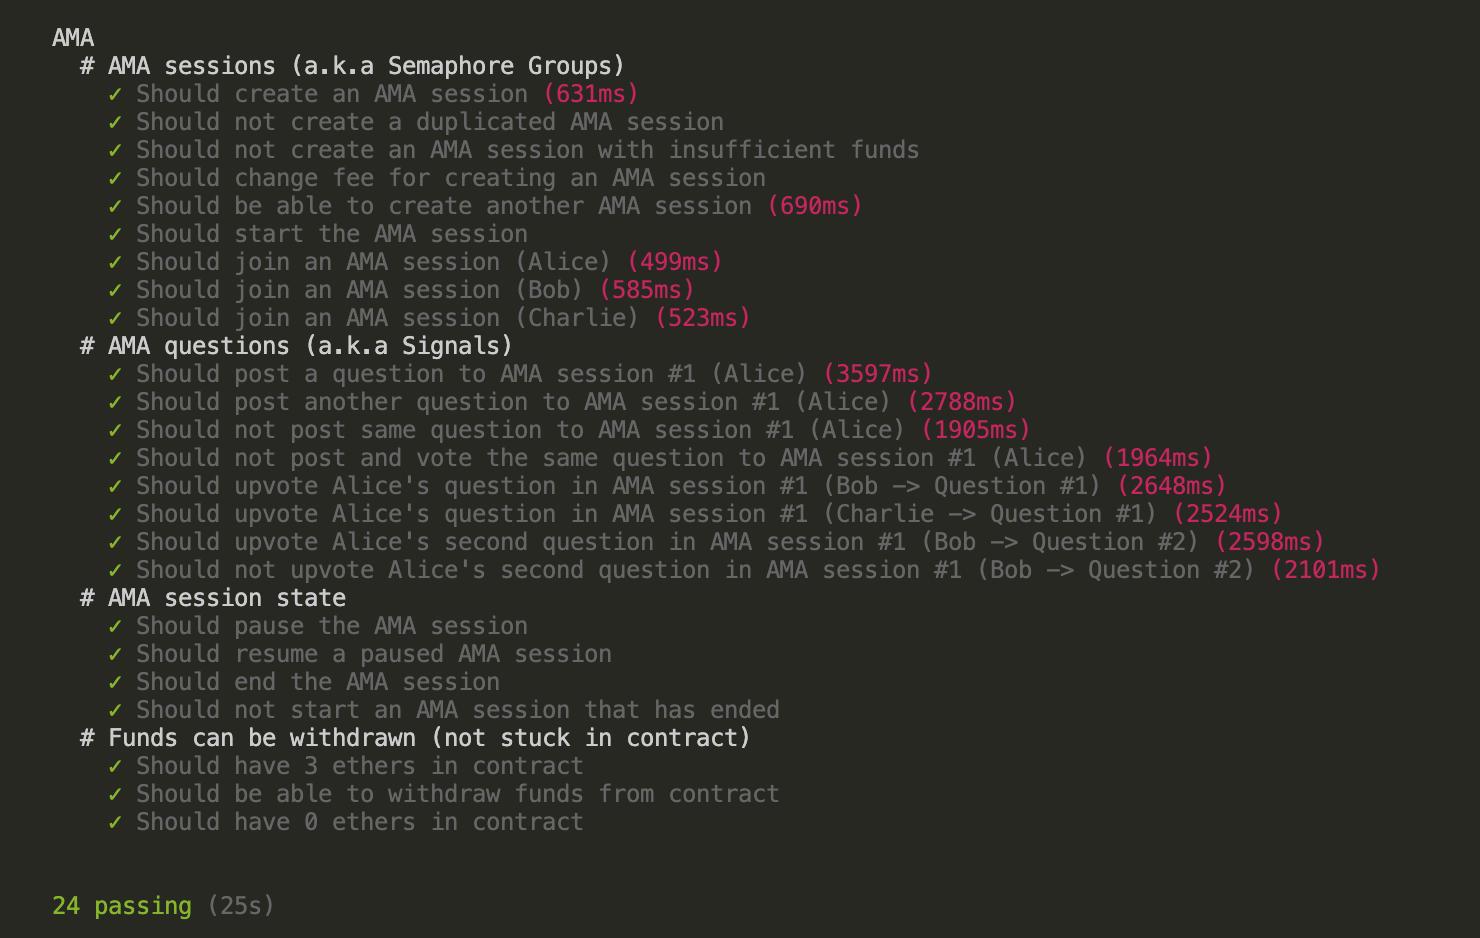 AMA
# AMA sessions (a.k.a Semaphore Groups)
✓ Should create an AMA session (631ms)
✓ Should not create a duplicated AMA session
✓ Should not create an AMA session with insufficient funds
✓ Should change fee for creating an AMA session
✓ Should be able to create another AMA session (690ms)
✓ Should start the AMA session
✓ Should join an AMA session (Alice) (499ms)
✓ Should join an AMA session (Bob) (585ms)
✓ Should join an AMA session (Charlie) (523ms)
# AMA questions (a.k.a Signals)
✓ Should post a question to AMA session #1 (Alice) (3597ms)
✓ Should post another question to AMA session #1 (Alice) (2788ms)
✓ Should not post same question to AMA session #1 (Alice) (1905ms)
✓ Should not post and vote the same question to AMA session #1 (Alice) (1964ms)
✓ Should upvote Alice's question in AMA session #1 (Bob -> Question #1) (2648ms)
✓ Should upvote Alice's question in AMA session #1 (Charlie -> Question #1) (2524ms)
✓ Should upvote Alice's second question in AMA session #1 (Bob -> Question #2) (2598ms)
✓ Should not upvote Alice's second question in AMA session #1 (Bob -> Question #2) (2101ms)
# AMA session state
✓ Should pause the AMA session
✓ Should resume a paused AMA session
✓ Should end the AMA session
✓ Should not start an AMA session that has ended
# Funds can be withdrawn (not stuck in contract)
✓ Should have 3 ethers in contract
✓ Should be able to withdraw funds from contract
✓ Should have 0 ethers in contract
24 passing (25s)